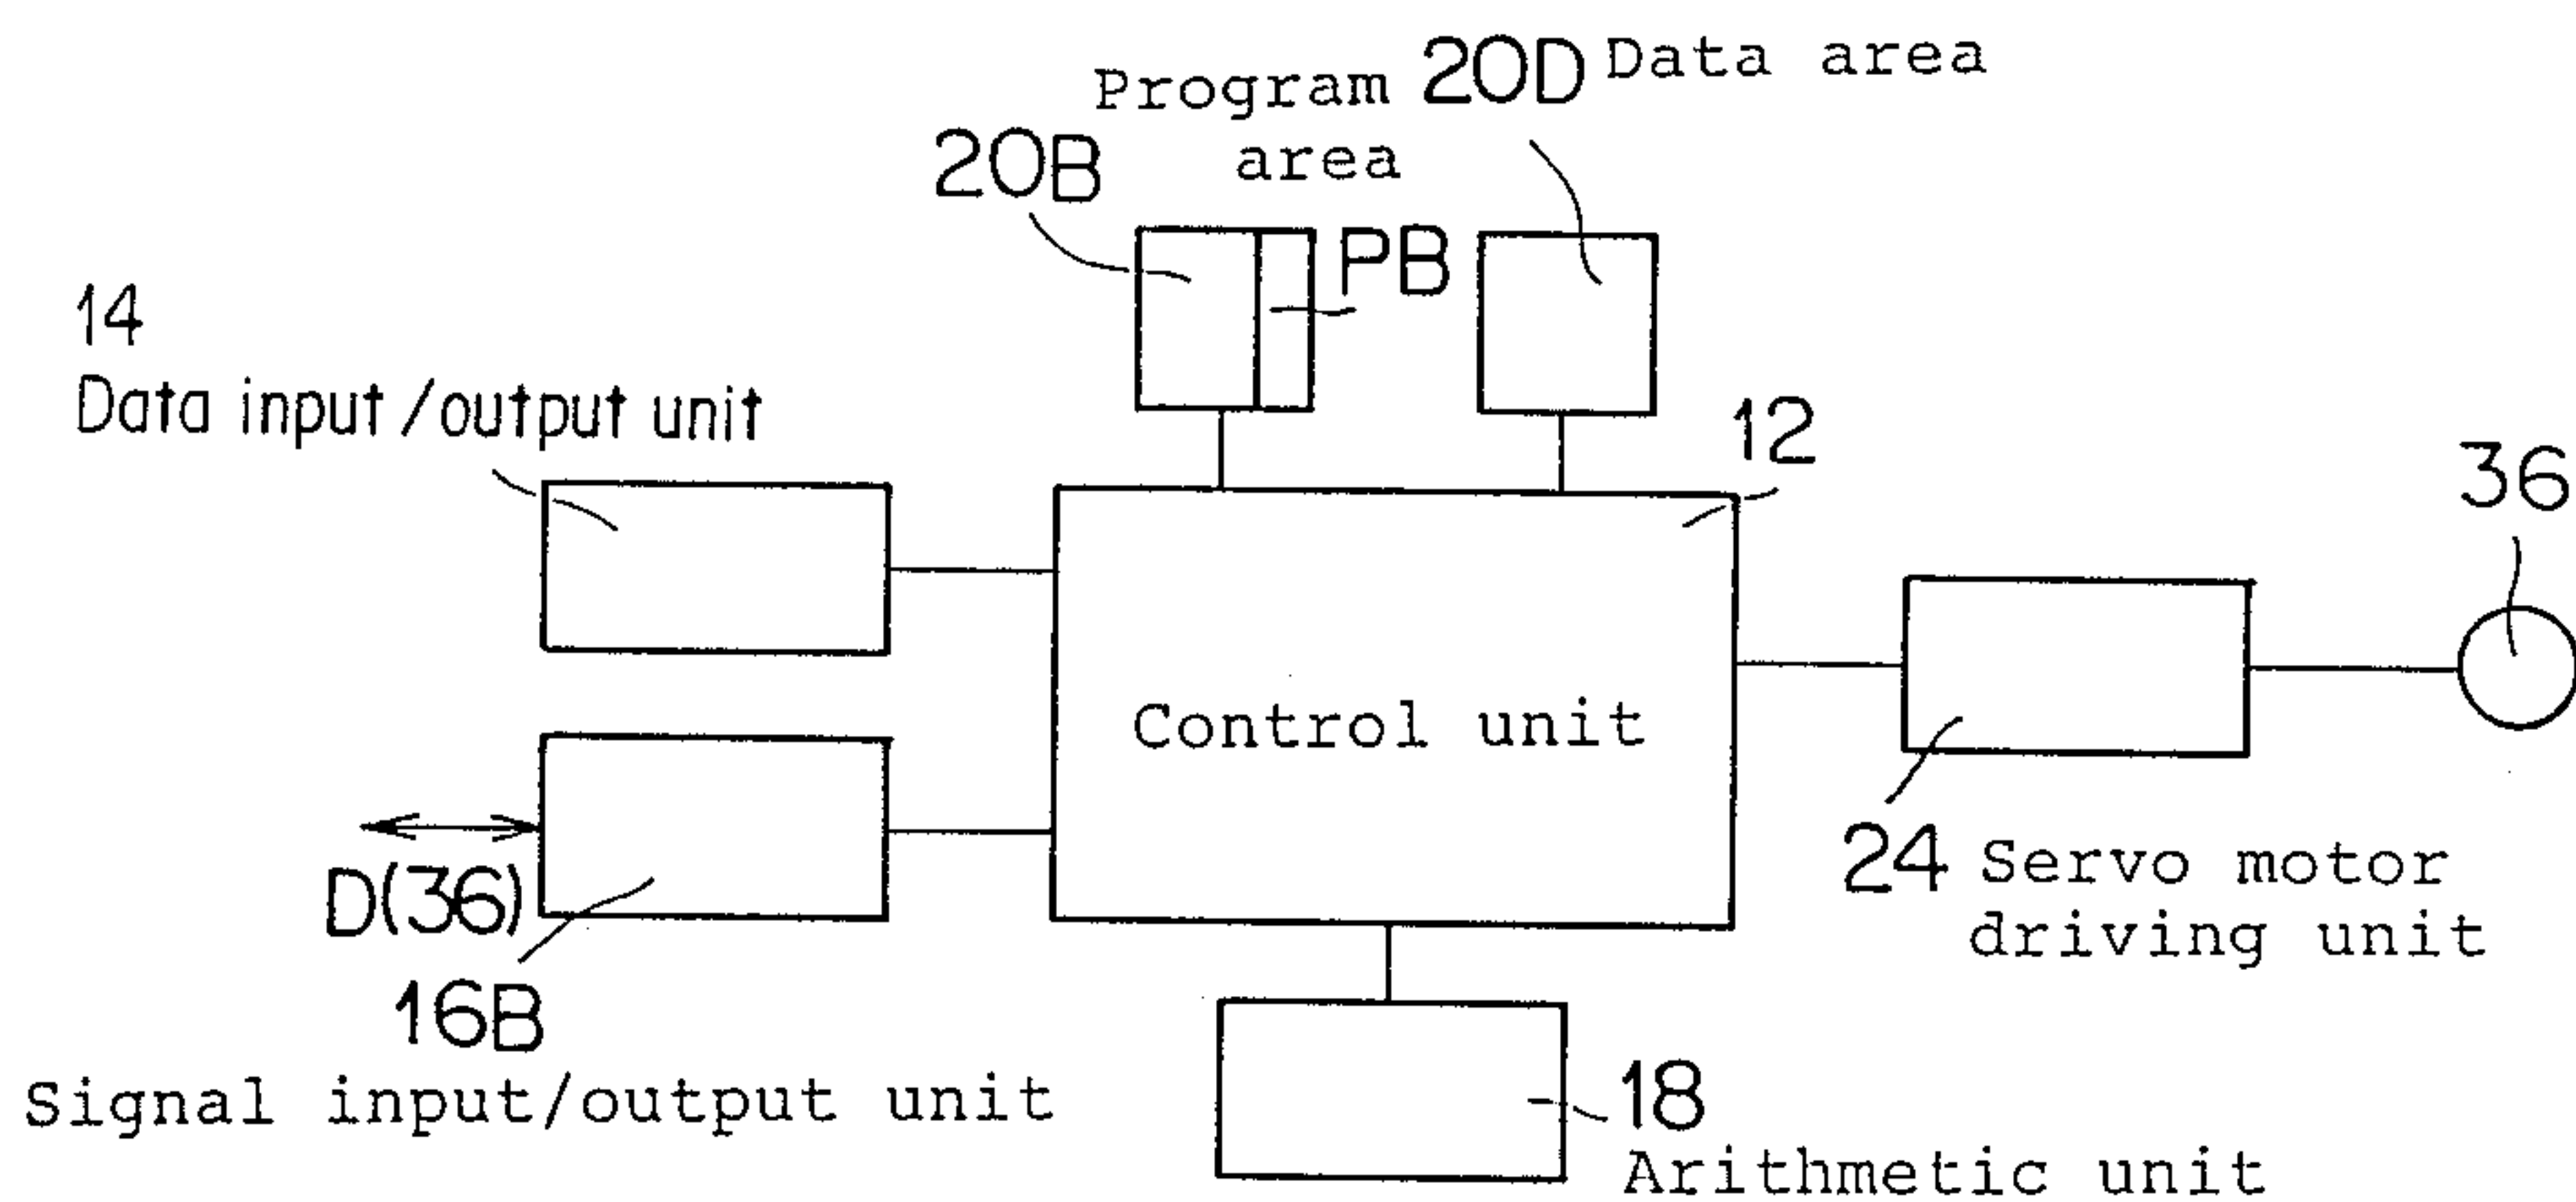 20D Data area
Program
area
20B
PB
14
Data input/output unit
12
36
Control unit
24 Servo motor
driving unit
D(36)
16B
Signal input/output unit
18
Arithmetic unit